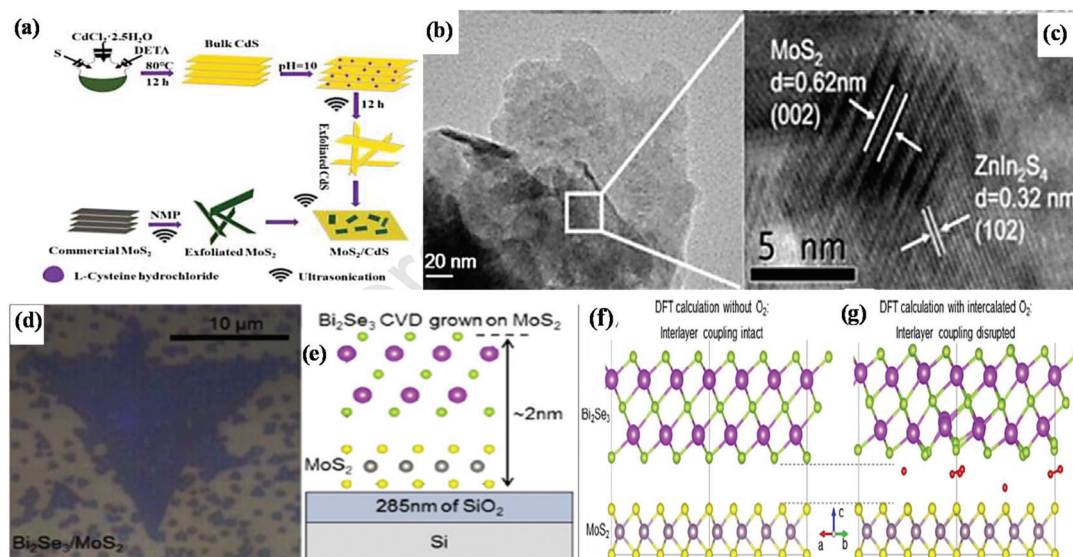 (a)
CdCl₂·2.5H₂O
S
DETA
80℃
12 h
Bulk CdS
pH=10
12 h
Exfoliated CdS
NMP
Commercial MoS₂
Exfoliated MoS₂
MoS₂/CdS
L-Cysteine hydrochloride
Ultrasonication
(b)
20 nm
(c)
MoS₂
d=0.62nm
(002)
ZnIn₂S₄
d=0.32 nm
(102)
5 nm
(d)
10 µm
Bi₂Se₃/MoS₂
(e)
Bi₂Se₃ CVD grown on MoS₂
~2nm
MoS₂
285nm of SiO₂
Si
(f)
DFT calculation without O₂:
Interlayer coupling intact
Bi₂Se₃
MoS₂
c
a
b
(g)
DFT calculation with intercalated O₂:
Interlayer coupling disrupted